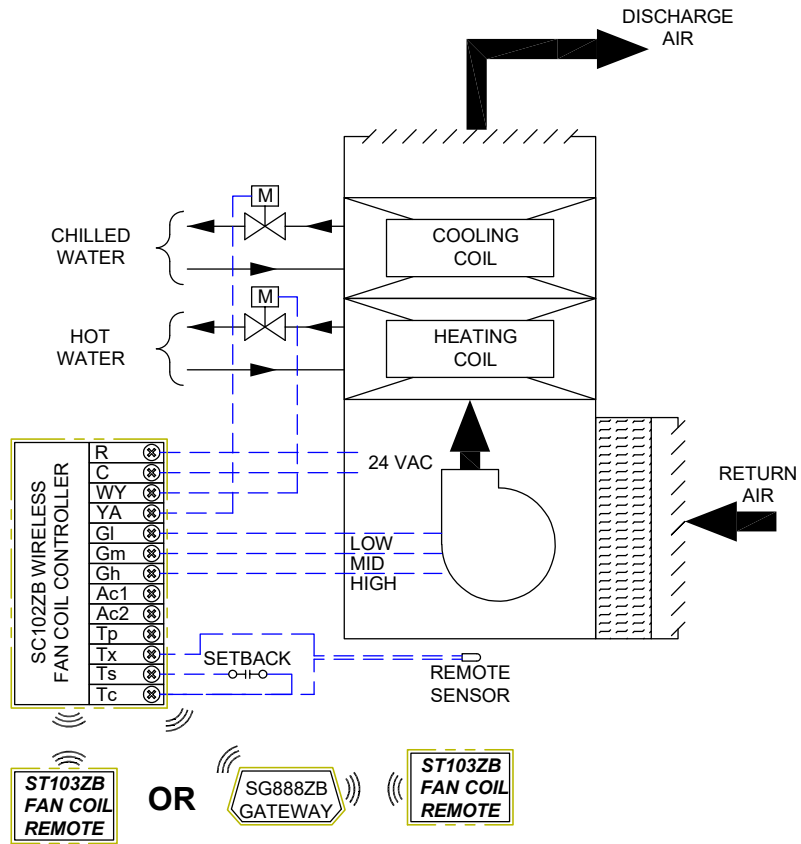 DISCHARGE
AIR
M
CHILLED
WATER
COOLING
COIL
M
HOT
WATER
HEATING
COIL
SC102ZB WIRELESS
FAN COIL CONTROLLER
R
C
WY
YA
Gl
Gm
Gh
Ac1
Ac2
Tp
Tx
Ts
Tc
24 VAC
LOW
MID
HIGH
RETURN
AIR
SETBACK
REMOTE
SENSOR
ST103ZB
FAN COIL
REMOTE
OR
SG888ZB
GATEWAY
ST103ZB
FAN COIL
REMOTE